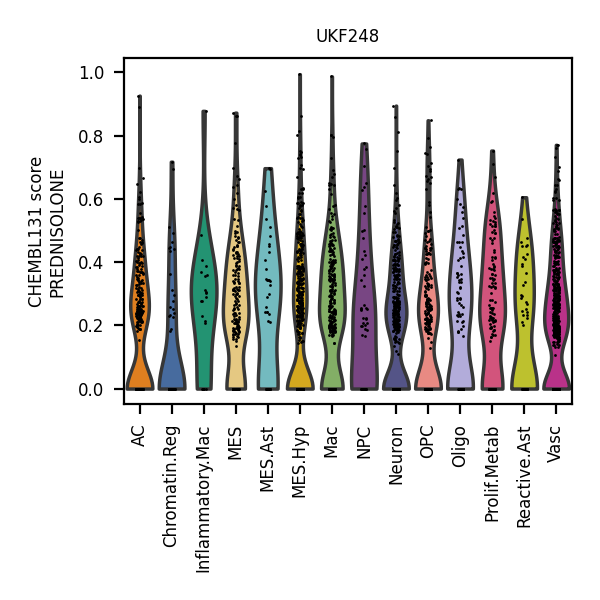 UKF248
CHEMBL131 score
PREDNISOLONE
1.0
0.8
0.6
0.4
0.2
0.0
AC
Chromatin.Reg
Inflammatory.Mac
MES
MES.Ast
MES.Hyp
Mac
NPC
Neuron
OPC
Oligo
Prolif.Metab
Reactive.Ast
Vasc